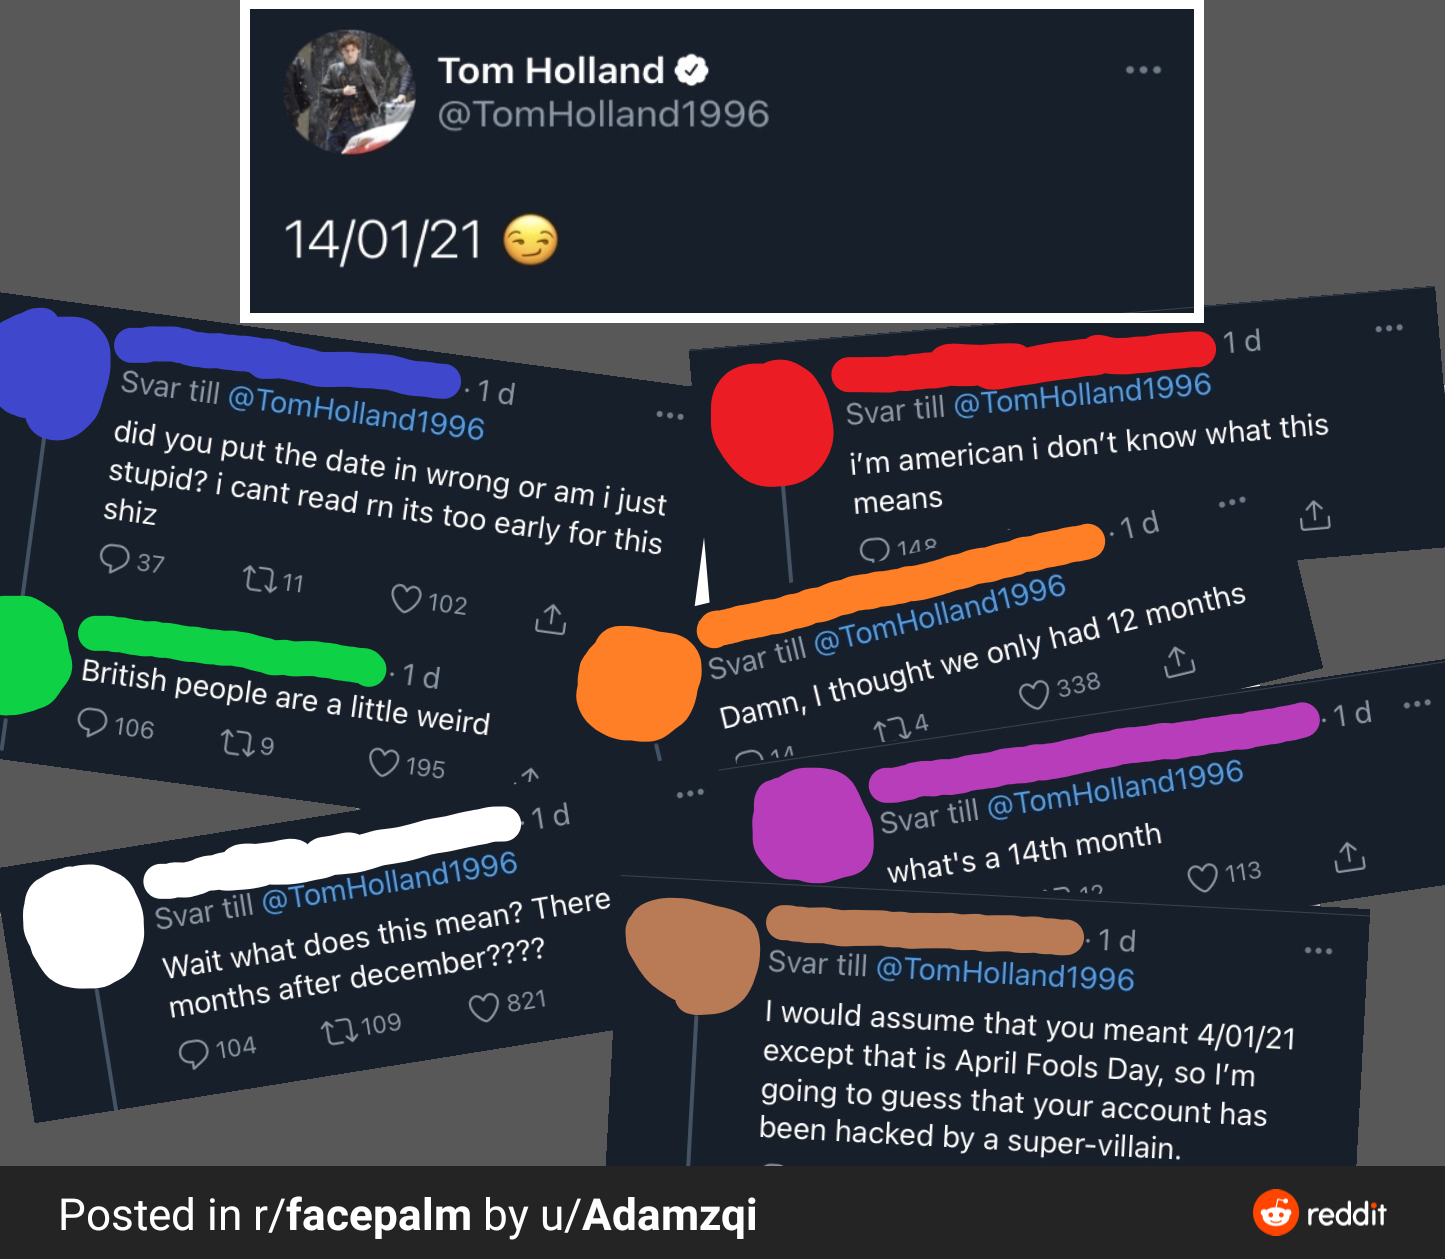 Tom Holland
@TomHolland1996
14/01/21 😏
· 1 d
Svar till @TomHolland1996
did you put the date in wrong or am i just
stupid? i cant read rn its too early for this
shiz
37 11 102
· 1 d
British people are a little weird
106 9 195
1 d
Svar till @TomHolland1996
i'm american i don't know what this
means
148
· 1 d
Svar till @TomHolland1996
Damn, I thought we only had 12 months
14 4 338
· 1 d
Svar till @TomHolland1996
what's a 14th month
12 113
1 d
Svar till @TomHolland1996
Wait what does this mean? There
months after december????
104 109 821
· 1 d
Svar till @TomHolland1996
I would assume that you meant 4/01/21
except that is April Fools Day, so I'm
going to guess that your account has
been hacked by a super-villain.
Posted in r/facepalm by u/Adamzqi
reddit